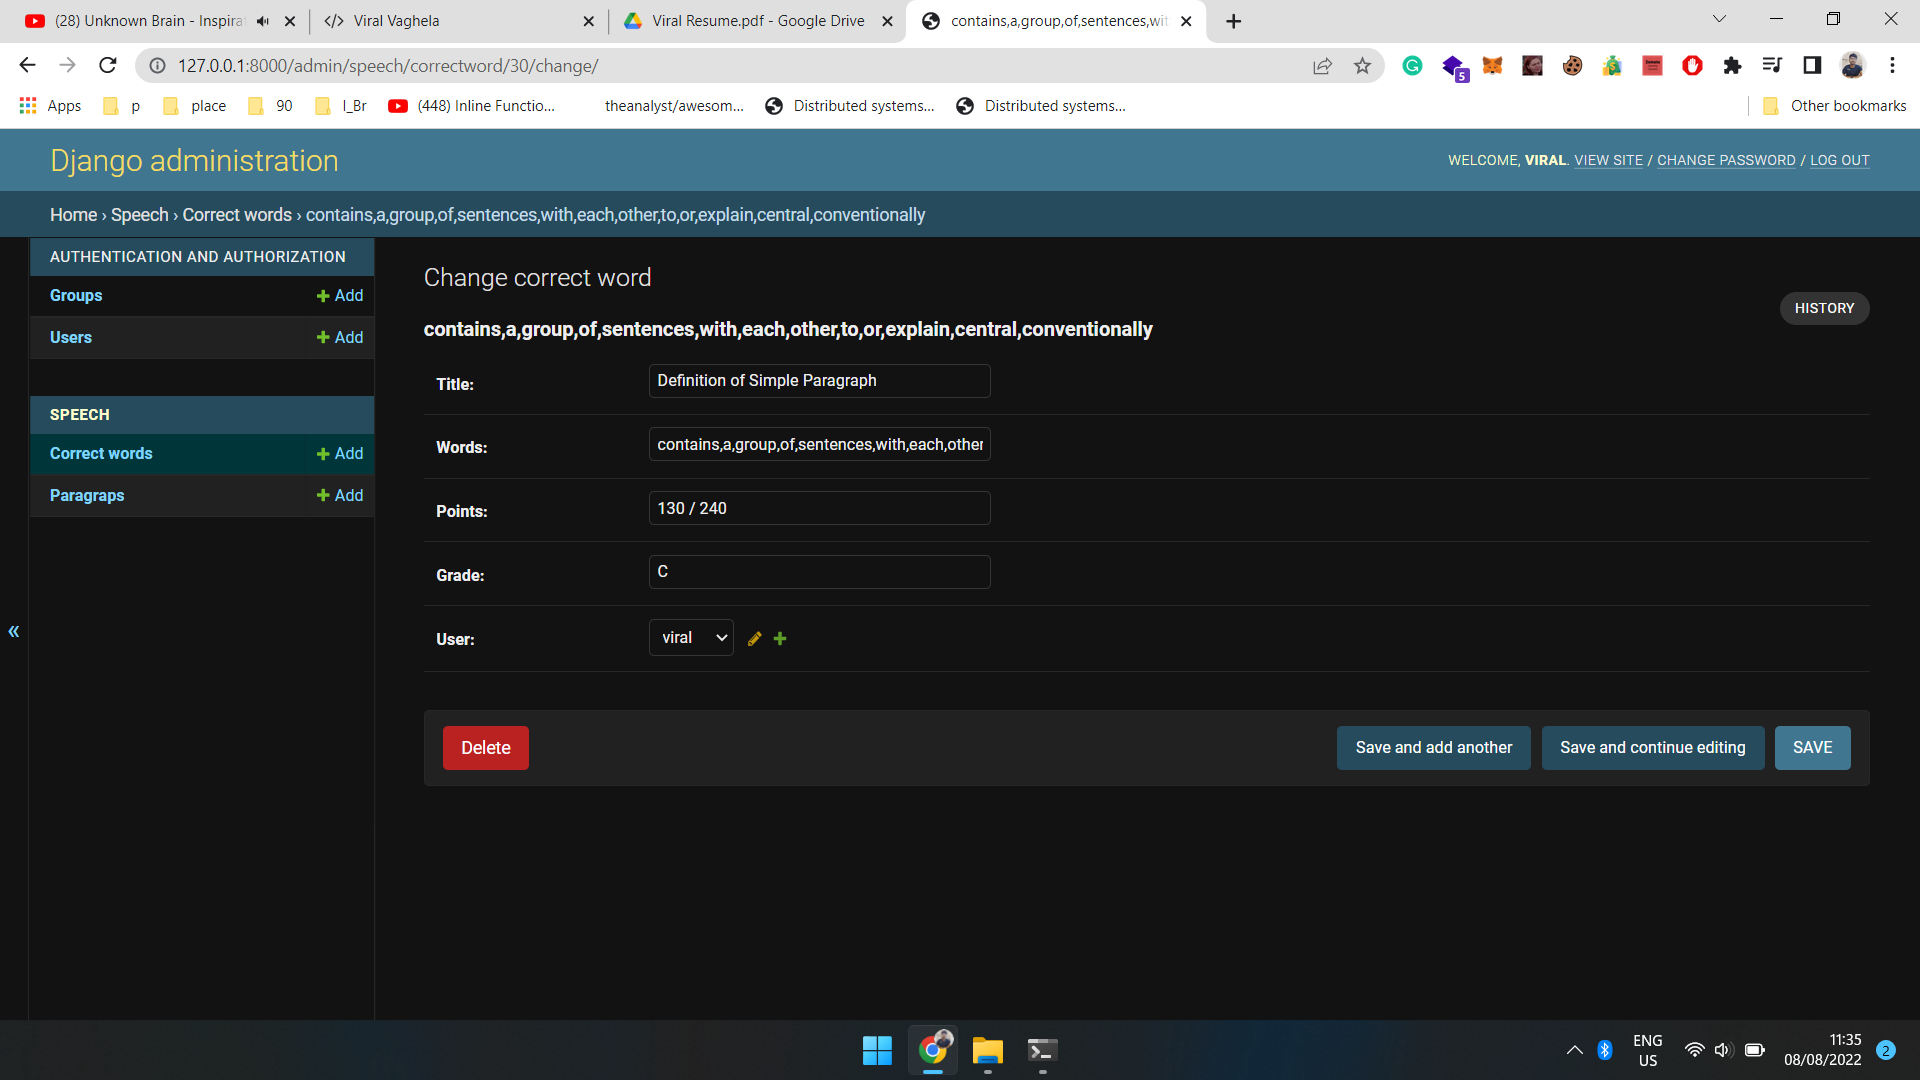 (28) Unknown Brain - Inspira
Viral Vaghela
Viral Resume.pdf - Google Drive
contains,a,group,of,sentences,wit
127.0.0.1:8000/admin/speech/correctword/30/change/
5
Apps
p
place
90
I_Br
(448) Inline Functio...
theanalyst/awesom...
Distributed systems...
Distributed systems...
Other bookmarks
Django administration
WELCOME, VIRAL. VIEW SITE / CHANGE PASSWORD / LOG OUT
Home › Speech › Correct words › contains,a,group,of,sentences,with,each,other,to,or,explain,central,conventionally
AUTHENTICATION AND AUTHORIZATION
Groups
Add
Users
Add
SPEECH
Correct words
Add
Paragraps
Add
«
Change correct word
HISTORY
contains,a,group,of,sentences,with,each,other,to,or,explain,central,conventionally
Title:
Definition of Simple Paragraph
Words:
contains,a,group,of,sentences,with,each,other
Points:
130 / 240
Grade:
C
User:
viral
Delete
Save and add another
Save and continue editing
SAVE
ENG
US
11:35
08/08/2022
2